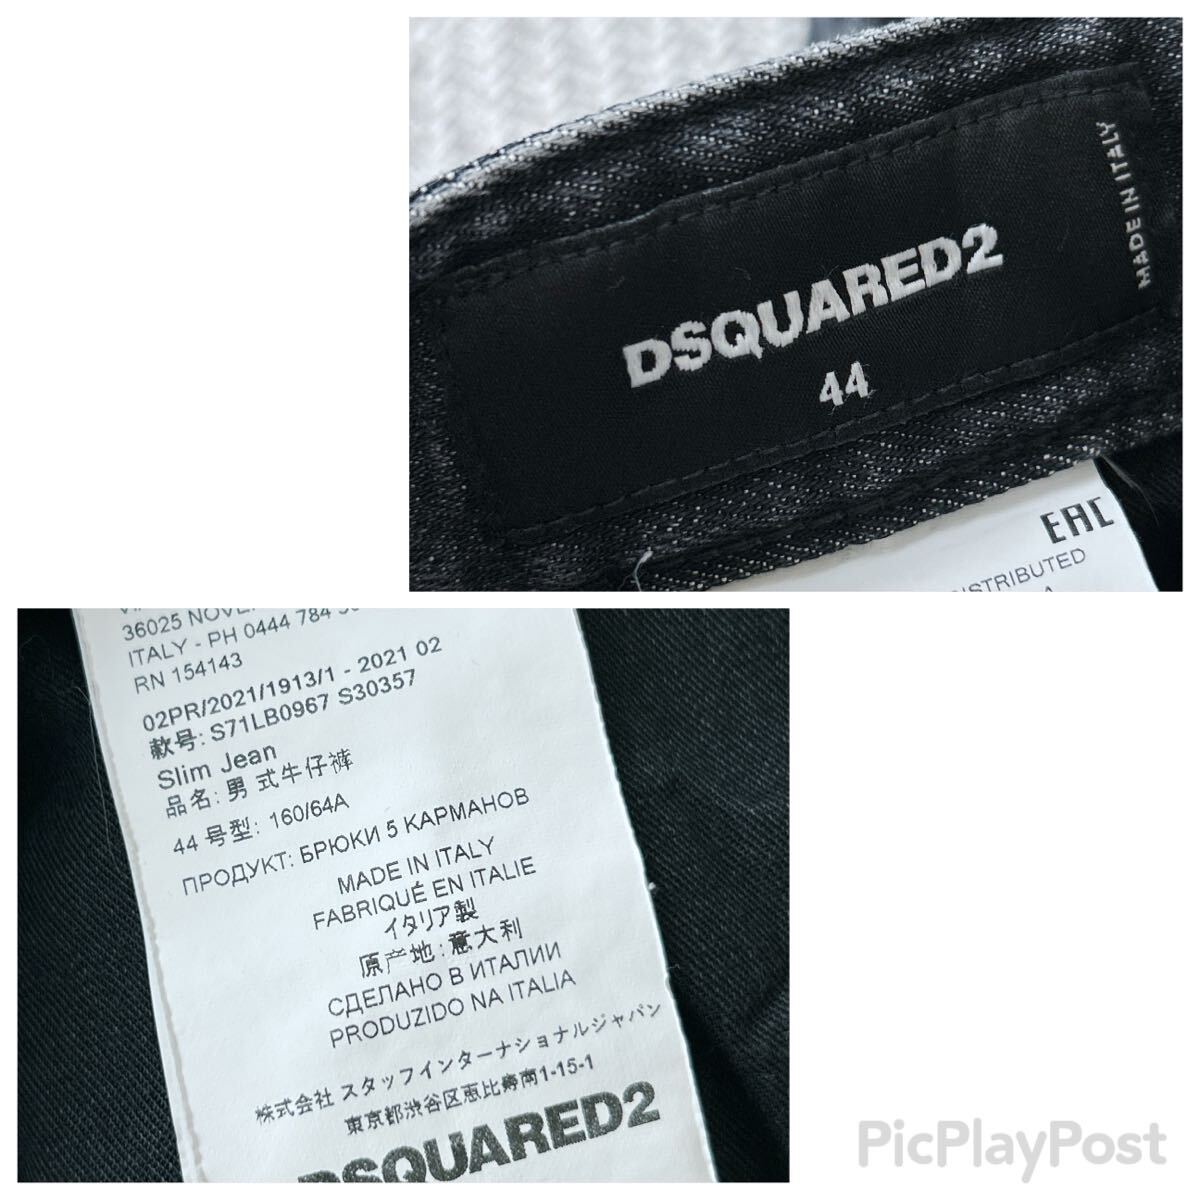 DSQUARED2
44
MADE IN ITALY
EAC
DISTRIBUTED
36025
ITALY - PH 0444 784
RN 154143
02PR/2021/1913/1 - 2021 02
款号: S71LB0967 S30357
Slim Jean
品名: 男式牛仔裤
44 号型: 160/64A
ПРОДУКТ: БРЮКИ 5 КАРМАНОВ
MADE IN ITALY
FABRIQUÉ EN ITALIE
イタリア製
原产地: 意大利
СДЕЛАНО В ИТАЛИИ
PRODUZIDO NA ITALIA
株式会社 スタッフインターナショナルジャパン
東京都渋谷区恵比寿南1-15-1
DSQUARED2
PicPlayPost